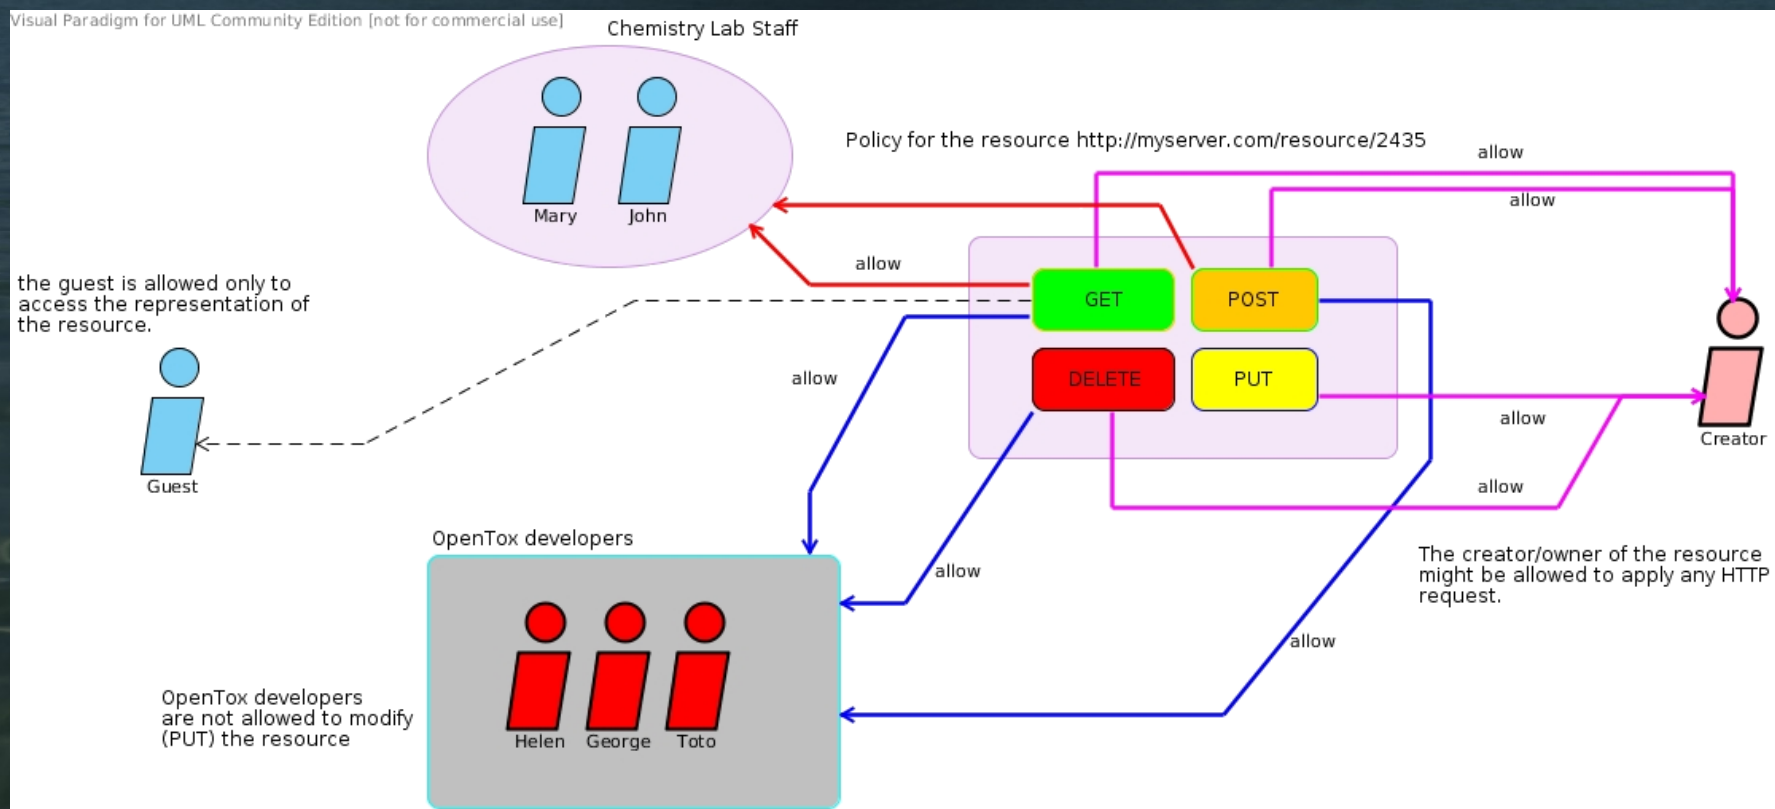 Visual Paradigm for UML Community Edition [not for commercial use]
Chemistry Lab Staff
Mary
John
Policy for the resource http://myserver.com/resource/2435
allow
allow
allow
the guest is allowed only to
access the representation of
the resource.
GET
POST
DELETE
PUT
allow
allow
Creator
Guest
allow
OpenTox developers
allow
The creator/owner of the resource
might be allowed to apply any HTTP
request.
allow
OpenTox developers
are not allowed to modify
(PUT) the resource
Helen
George
Toto